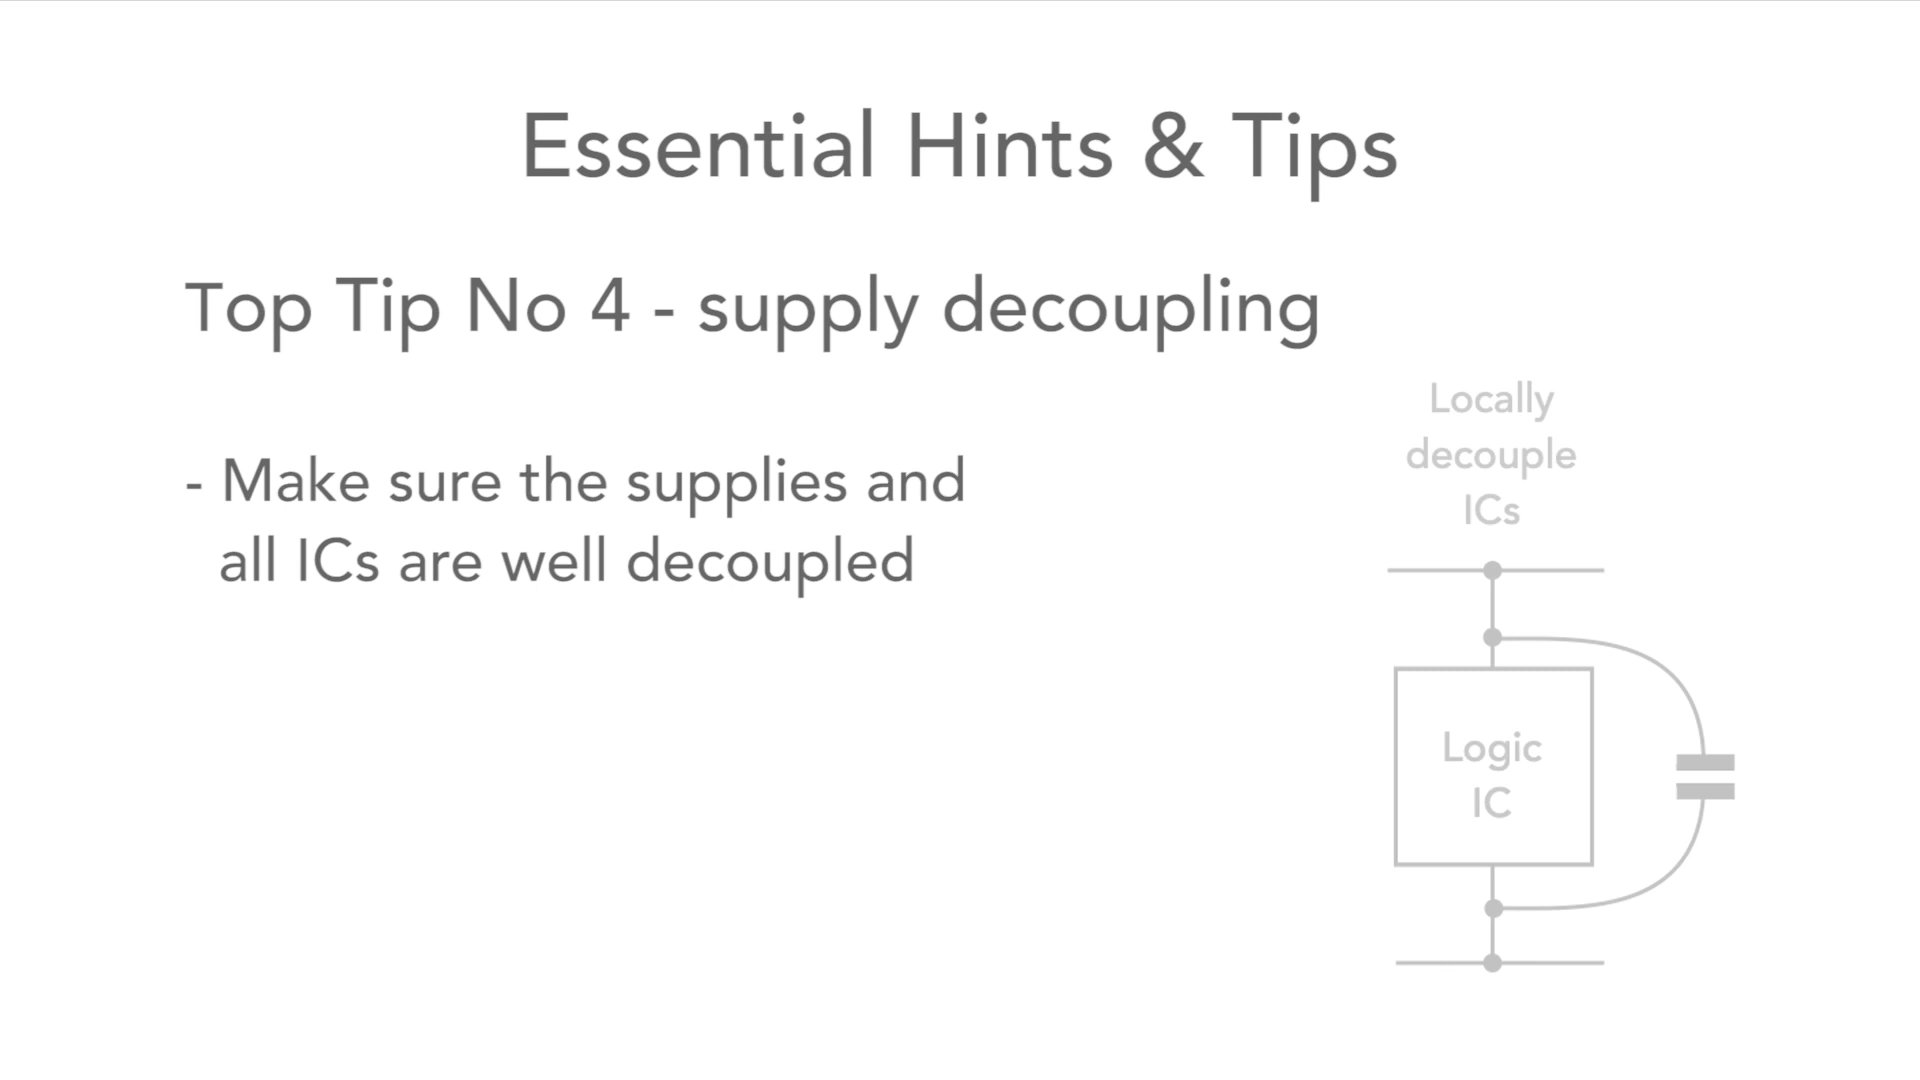 Essential Hints & Tips
Top Tip No 4 - supply decoupling
- Make sure the supplies and
all ICs are well decoupled
Locally
decouple
ICs
Logic
IC